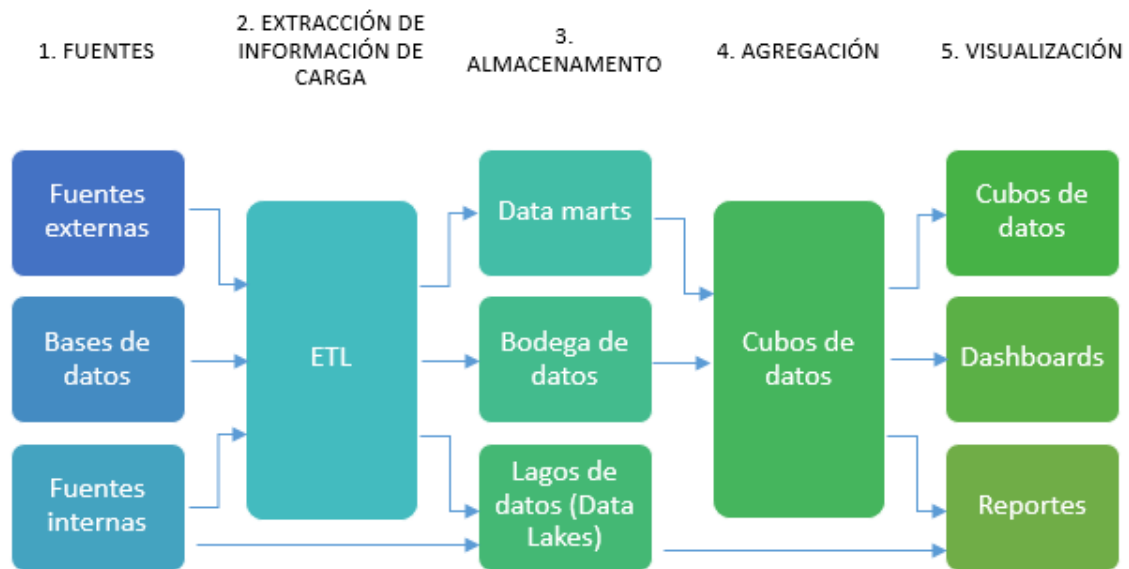 1. FUENTES
2. EXTRACCIÓN DE
INFORMACIÓN DE
CARGA
3.
ALMACENAMENTO
4. AGREGACIÓN
5. VISUALIZACIÓN
Fuentes
externas
Bases de
datos
Fuentes
internas
ETL
Data marts
Bodega de
datos
Lagos de
datos (Data
Lakes)
Cubos de
datos
Cubos de
datos
Dashboards
Reportes